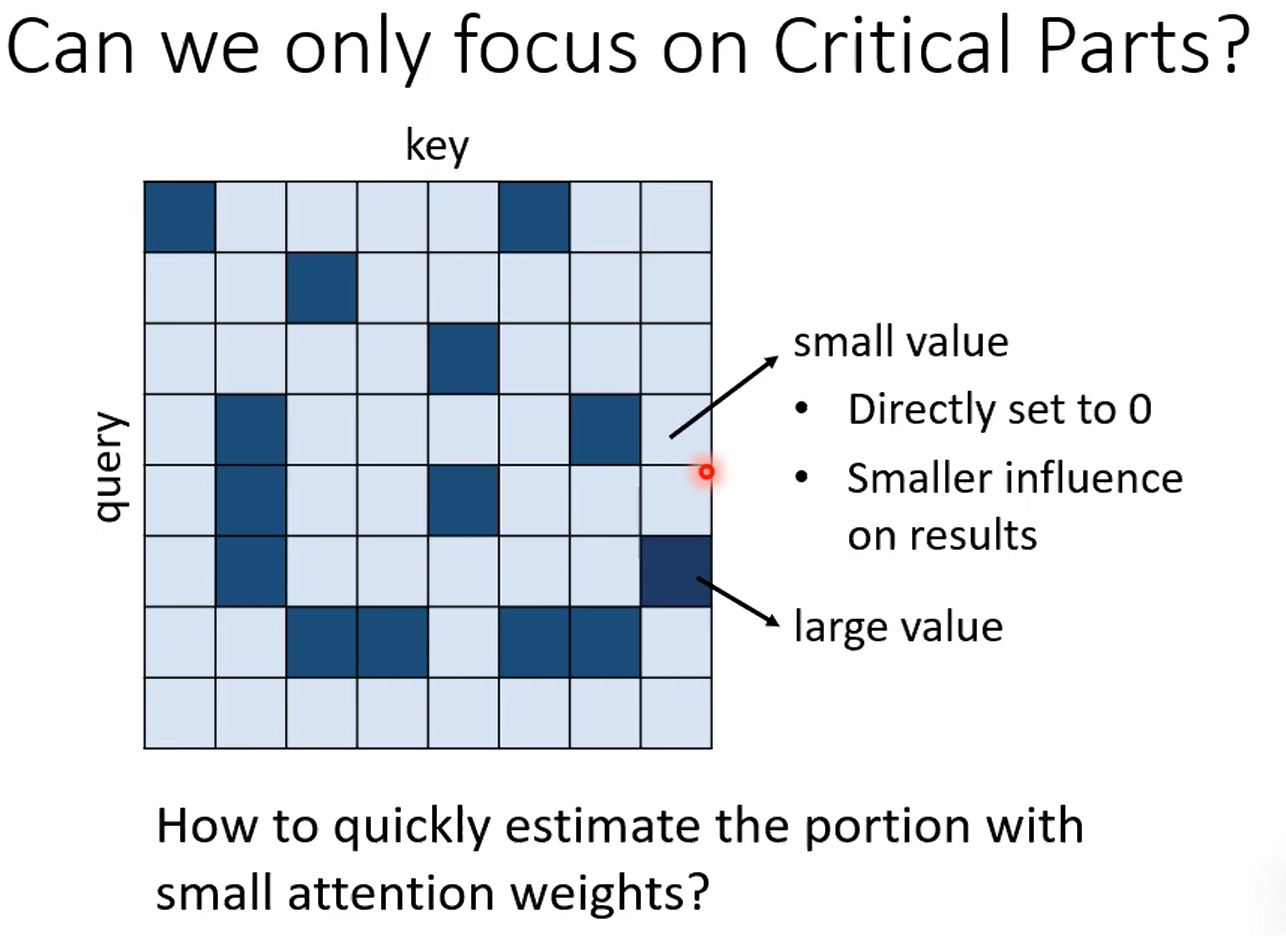 Can we only focus on Critical Parts?
key
query
small value
• Directly set to 0
• Smaller influence
on results
large value
How to quickly estimate the portion with
small attention weights?